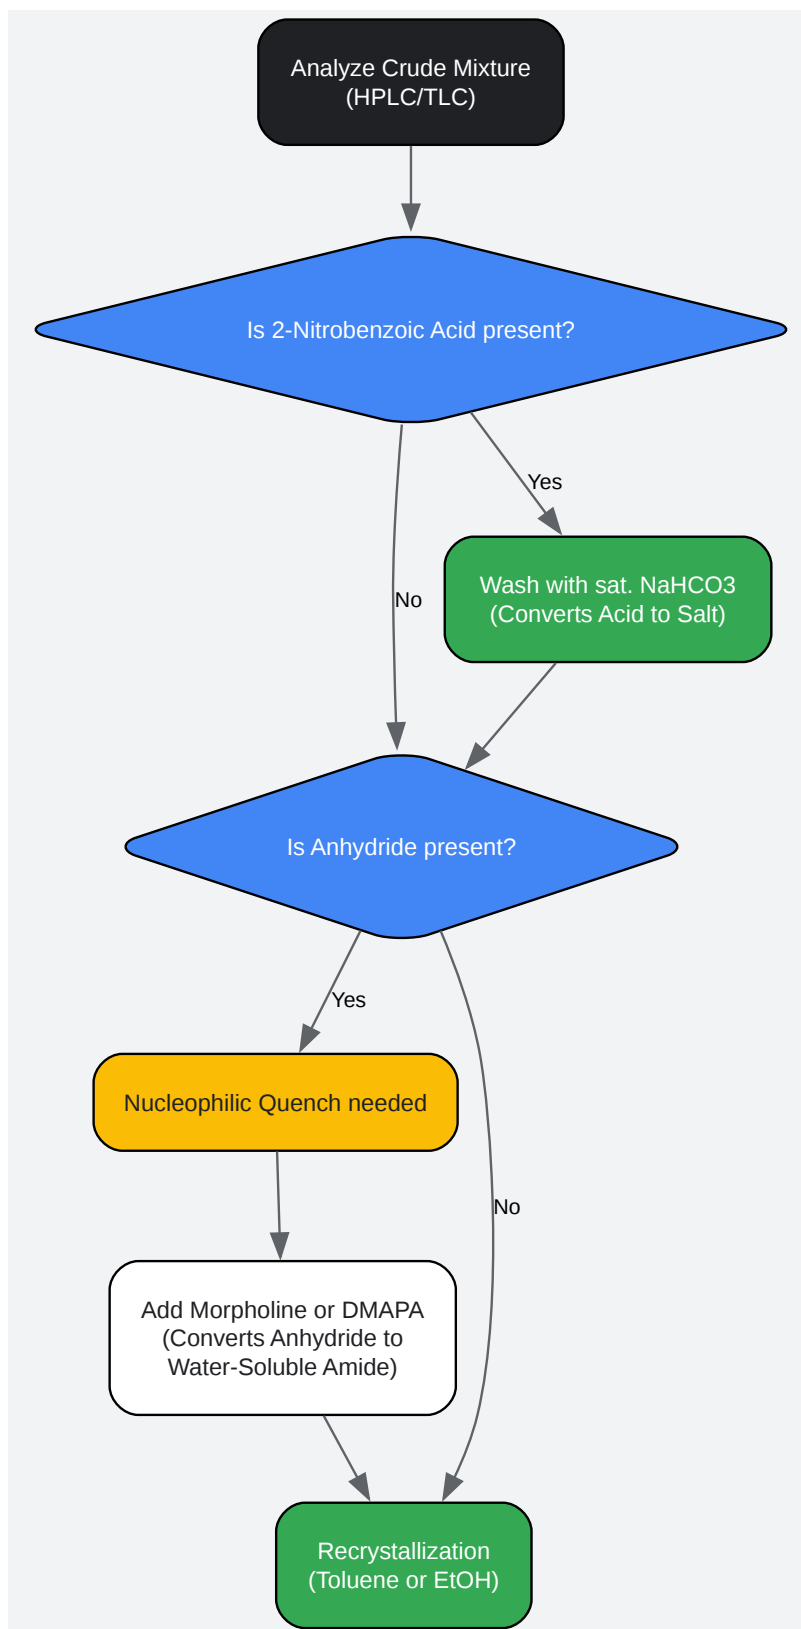 Analyze Crude Mixture
(HPLC/TLC)
Is 2-Nitrobenzoic Acid present?
Yes
Wash with sat. NaHCO3
(Converts Acid to Salt)
No
Is Anhydride present?
Yes
Nucleophilic Quench needed
No
Add Morpholine or DMAPA
(Converts Anhydride to
Water-Soluble Amide)
Recrystallization
(Toluene or EtOH)